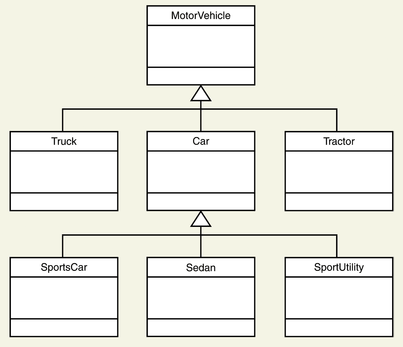 MotorVehicle
Truck
Car
Tractor
SportsCar
Sedan
SportUtility